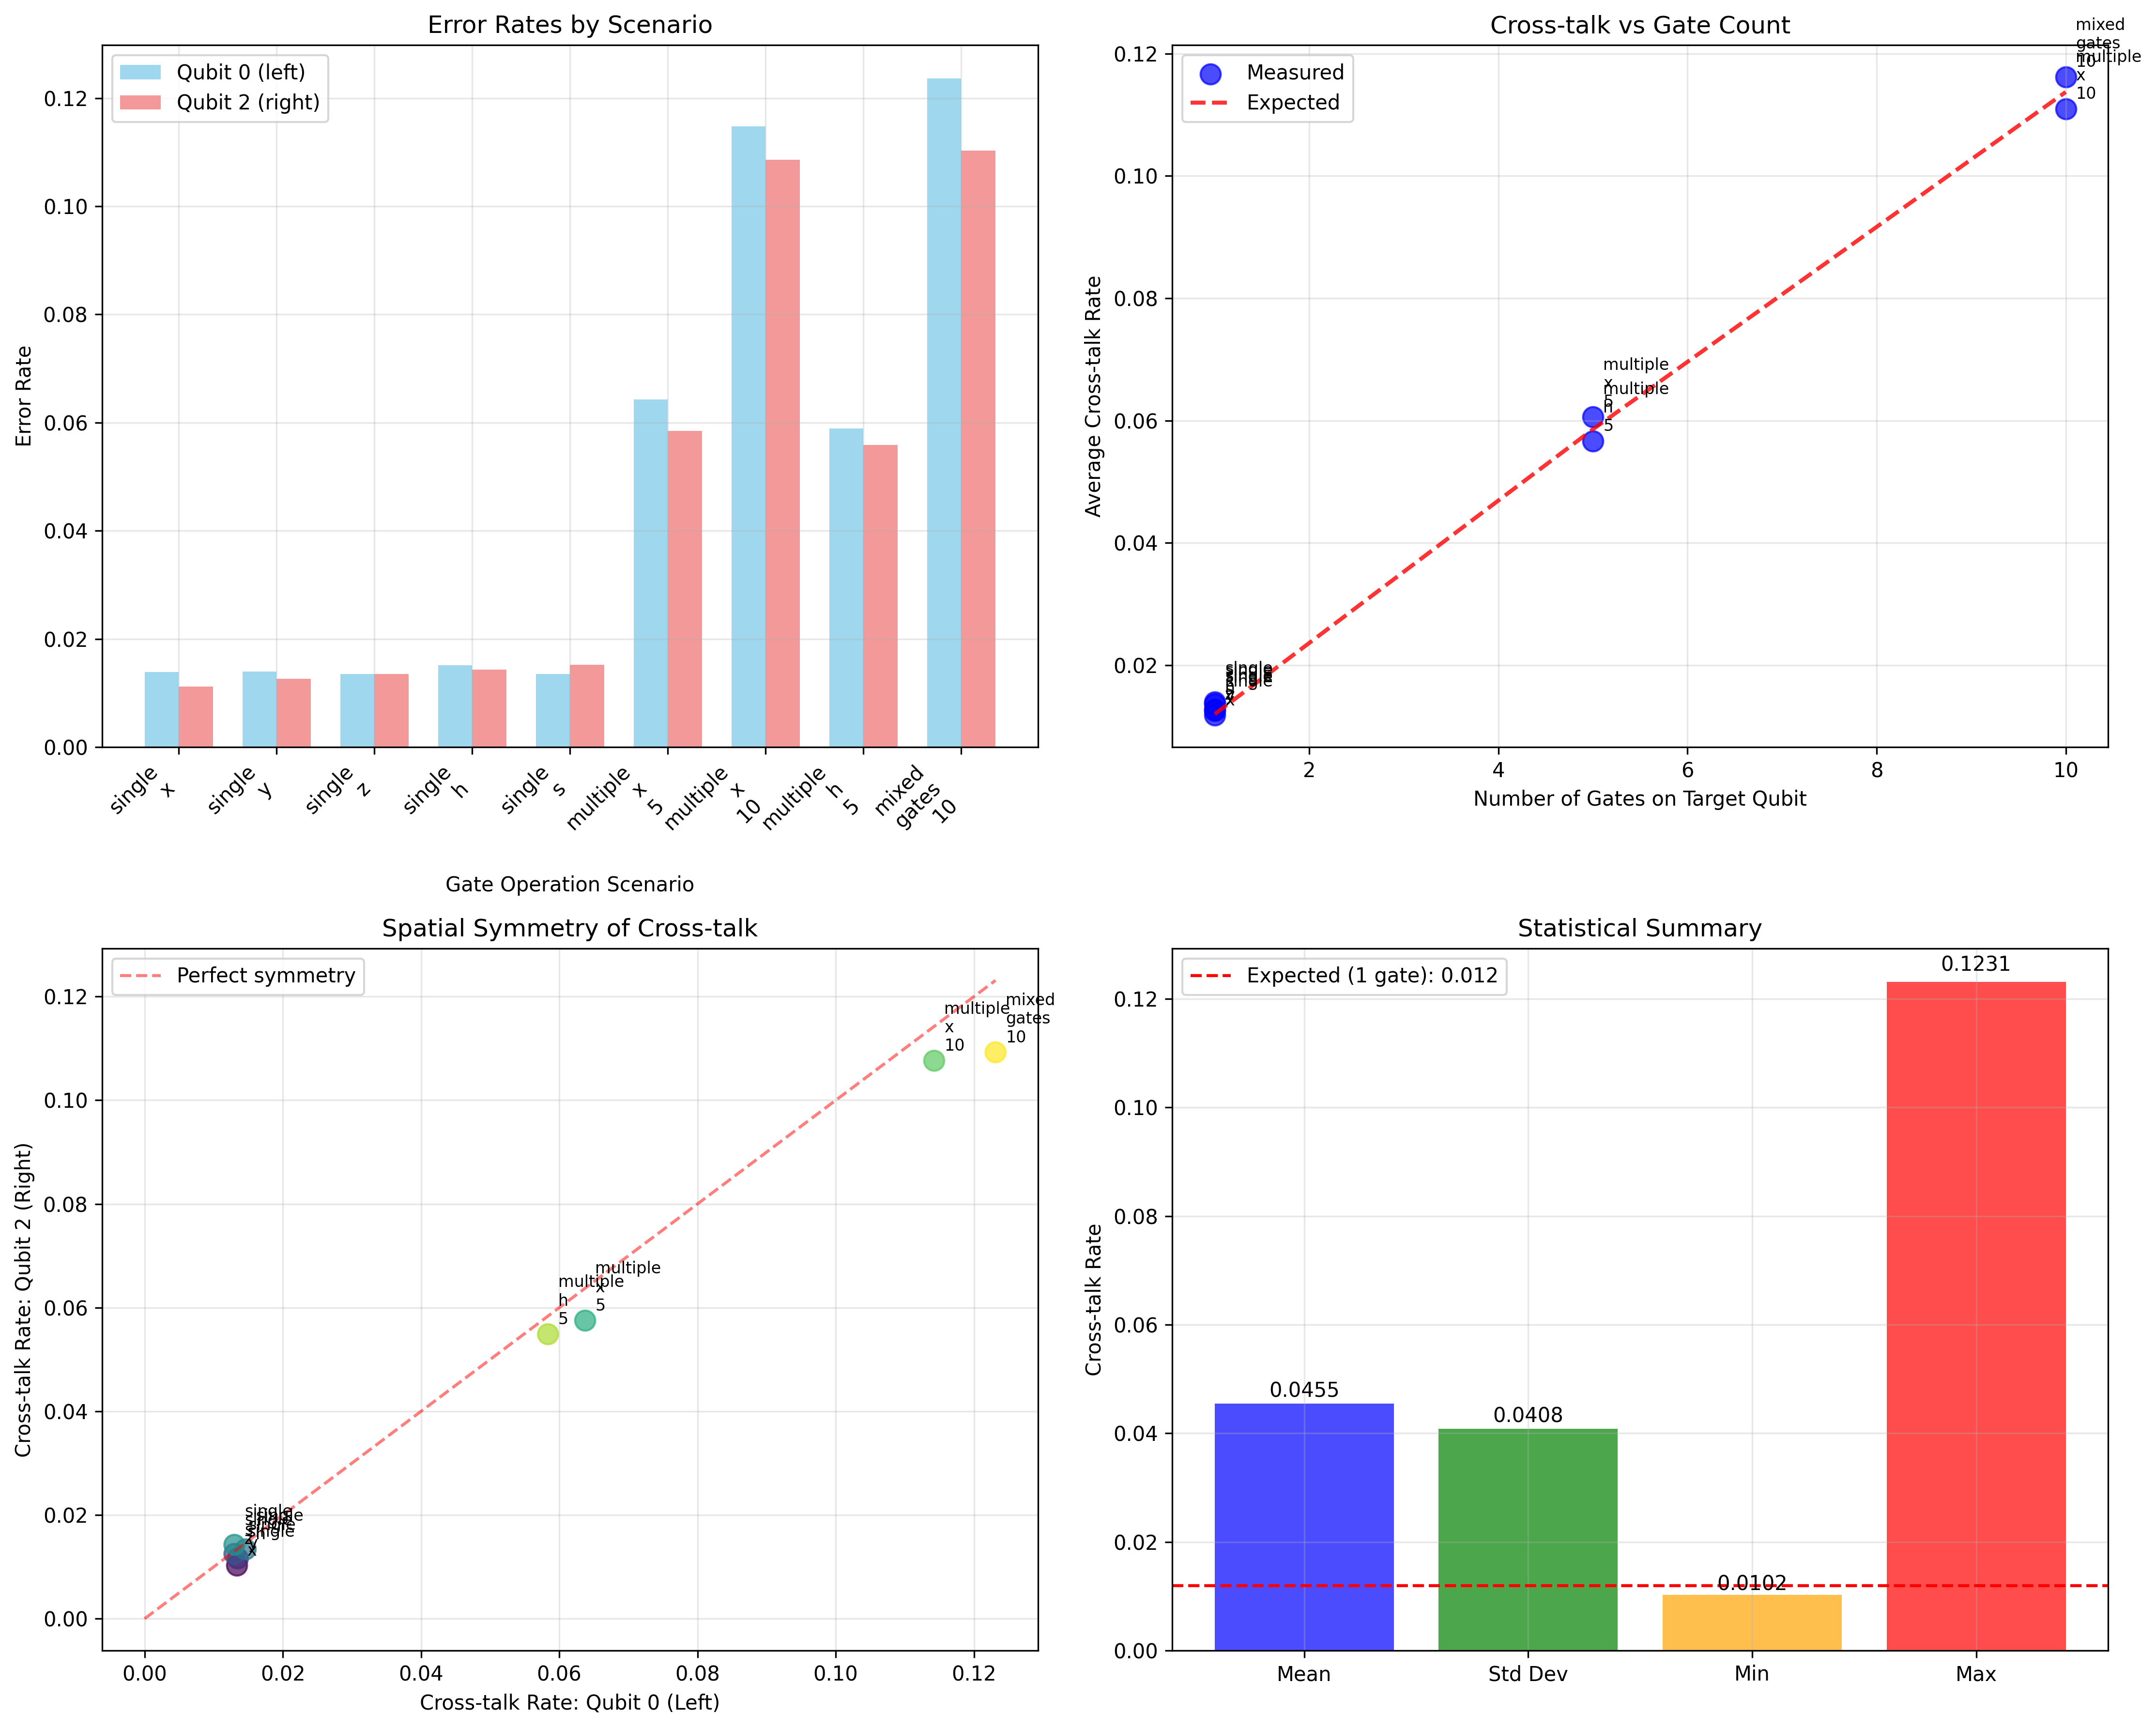 Error Rates by Scenario
Qubit 0 (left)
Qubit 2 (right)
Error Rate
0.12
0.10
0.08
0.06
0.04
0.02
0.00
single
x
single
y
single
z
single
h
single
s
multiple
x
5
multiple
x
10
multiple
h
5
mixed
gates
10
Gate Operation Scenario
Cross-talk vs Gate Count
Measured
Expected
Average Cross-talk Rate
0.12
0.10
0.08
0.06
0.04
0.02
mixed
gates
10
multiple
x
10
multiple
x
5
multiple
h
5
single
single
x
2
4
6
8
10
Number of Gates on Target Qubit
Spatial Symmetry of Cross-talk
Perfect symmetry
Cross-talk Rate: Qubit 2 (Right)
0.12
0.10
0.08
0.06
0.04
0.02
0.00
multiple
x
10
mixed
gates
10
multiple
h
5
multiple
x
5
single
single
x
0.00
0.02
0.04
0.06
0.08
0.10
0.12
Cross-talk Rate: Qubit 0 (Left)
Statistical Summary
Expected (1 gate): 0.012
Cross-talk Rate
0.12
0.10
0.08
0.06
0.04
0.02
0.00
0.0455
0.0408
0.0102
0.1231
Mean
Std Dev
Min
Max